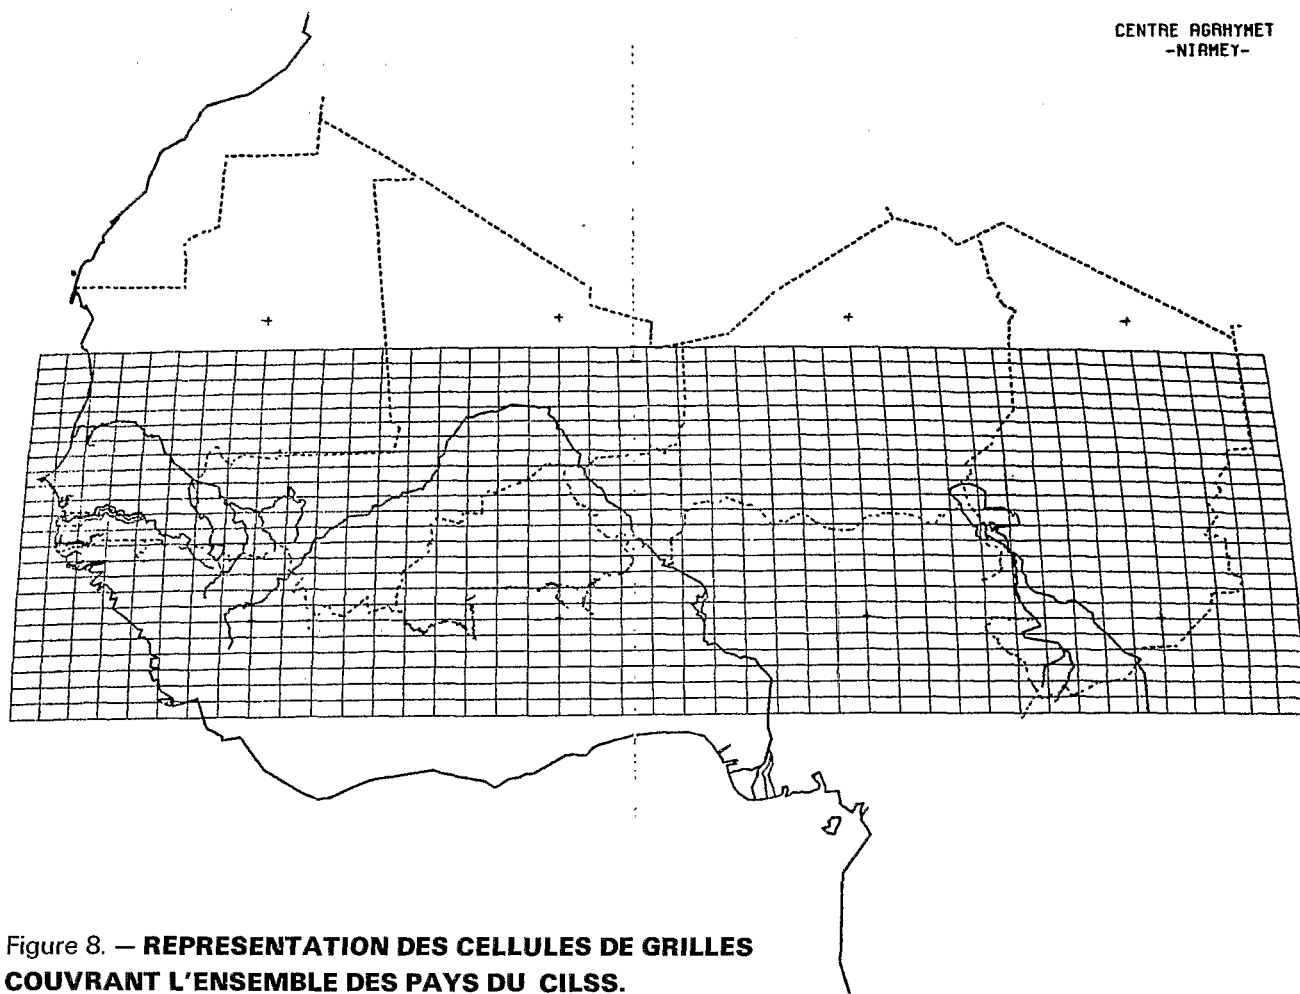 CENTRE AGRHYMET
-NIAMEY-
Figure 8. — REPRESENTATION DES CELLULES DE GRILLES
COUVRANT L'ENSEMBLE DES PAYS DU CILSS.